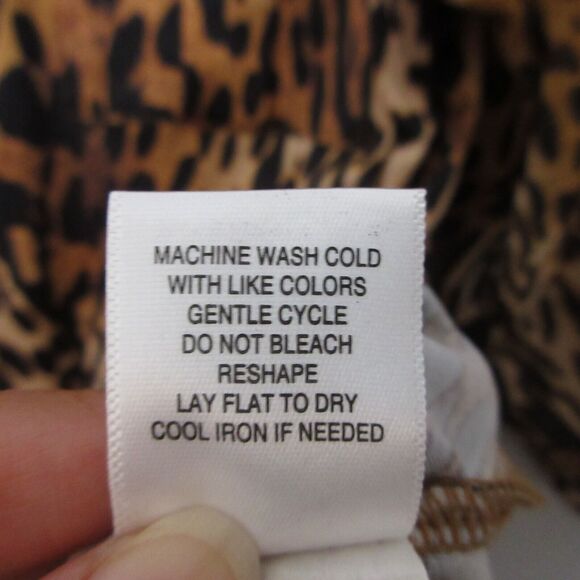 MACHINE WASH COLD
WITH LIKE COLORS
GENTLE CYCLE
DO NOT BLEACH
RESHAPE
LAY FLAT TO DRY
COOL IRON IF NEEDED